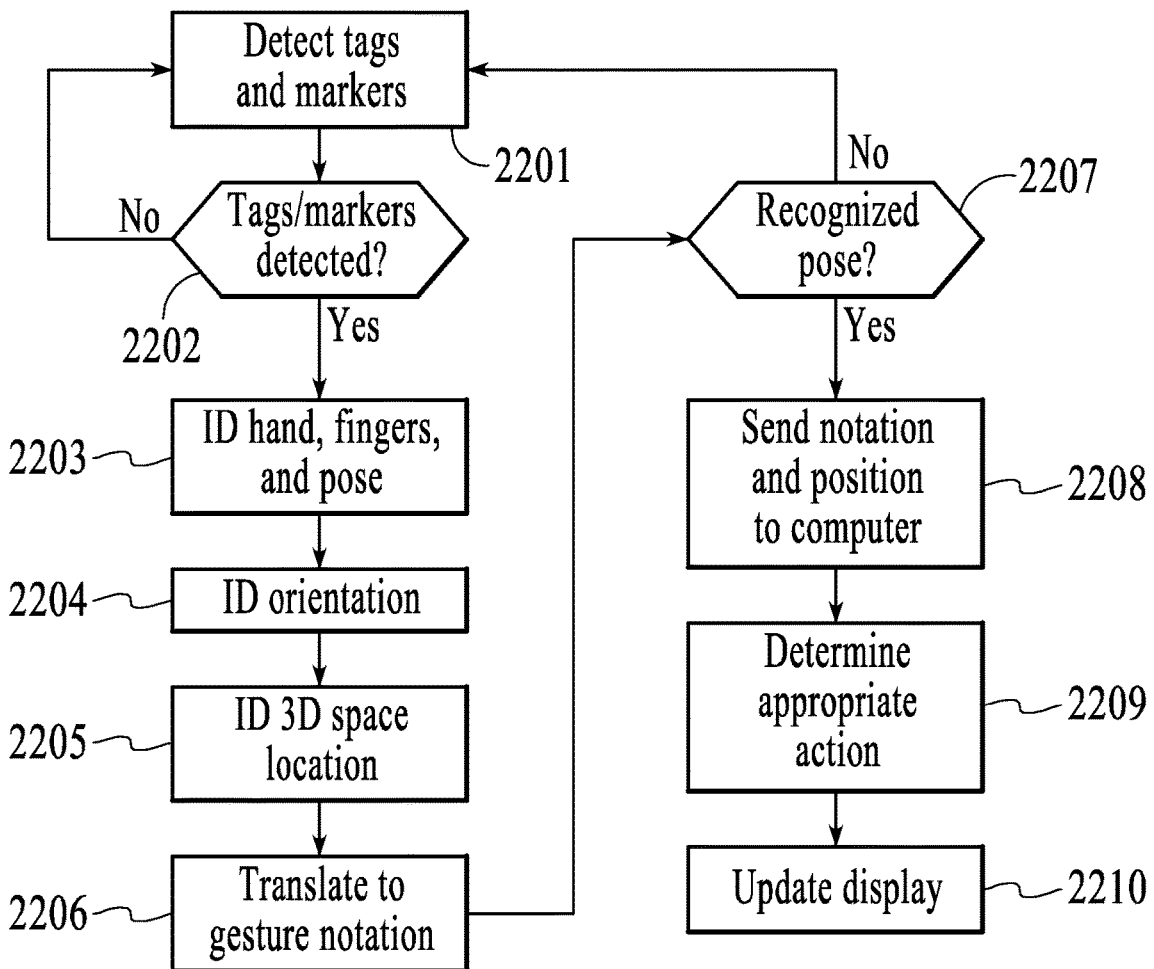 Detect tags
and markers
2201
No
Tags/markers
detected?
2202
Yes
2203
ID hand, fingers,
and pose
2204
ID orientation
2205
ID 3D space
location
2206
Translate to
gesture notation
No
2207
Recognized
pose?
Yes
Send notation
and position
to computer
2208
Determine
appropriate
action
2209
Update display
2210